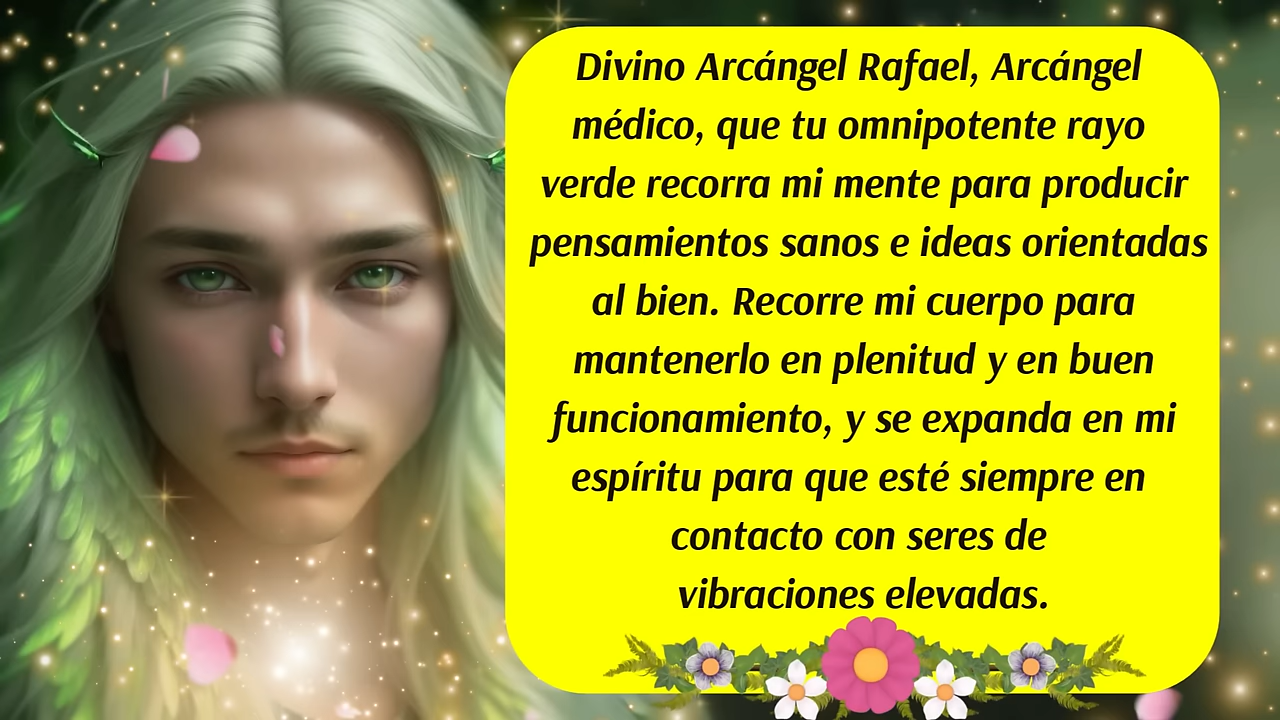 Divino Arcángel Rafael, Arcángel
médico, que tu omnipotente rayo
verde recorra mi mente para producir
pensamientos sanos e ideas orientadas
al bien. Recorre mi cuerpo para
mantenerlo en plenitud y en buen
funcionamiento, y se expanda en mi
espíritu para que esté siempre en
contacto con seres de
vibraciones elevadas.